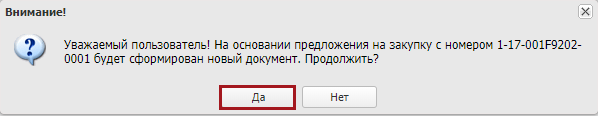 Внимание!
Уважаемый пользователь! На основании предложения на закупку с номером 1-17-001F9202-
0001 будет сформирован новый документ. Продолжить?
Да
Нет